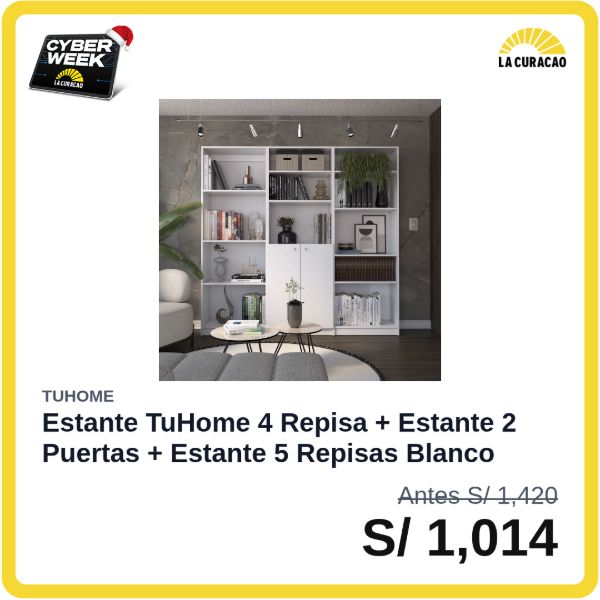 CYBER
WEEK
LA CURACAO
LA CURACAO
TUHOME
Estante TuHome 4 Repisa + Estante 2
Puertas + Estante 5 Repisas Blanco
Antes S/ 1,420
S/ 1,014